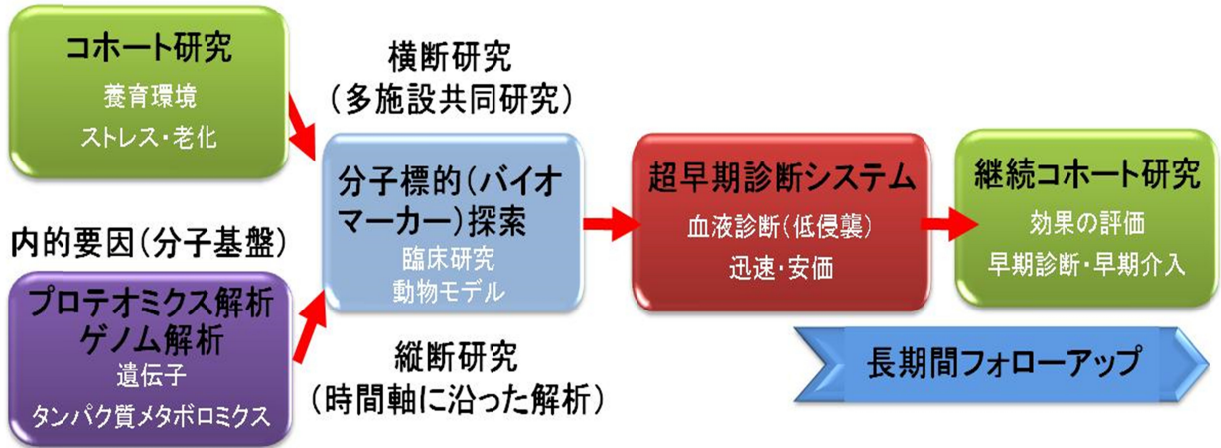 コホート研究
養育環境
ストレス・老化
内的要因(分子基盤)
プロテオミクス解析
ゲノム解析
遺伝子
タンパク質メタボロミクス
横断研究
(多施設共同研究)
分子標的(バイオ
マーカー)探索
臨床研究
動物モデル
縦断研究
(時間軸に沿った解析)
超早期診断システム
血液診断(低侵襲)
迅速・安価
継続コホート研究
効果の評価
早期診断・早期介入
長期間フォローアップ